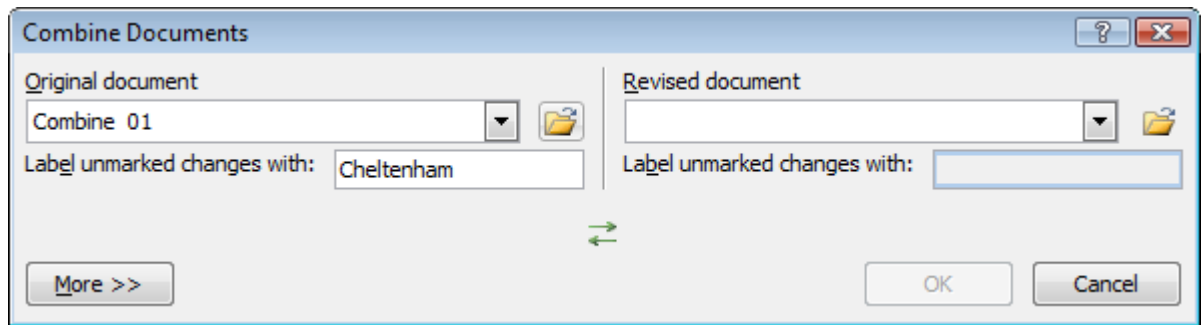 Combine Documents
Original document
Combine 01
Label unmarked changes with: Cheltenham
Revised document
Label unmarked changes with:
More >>
OK
Cancel